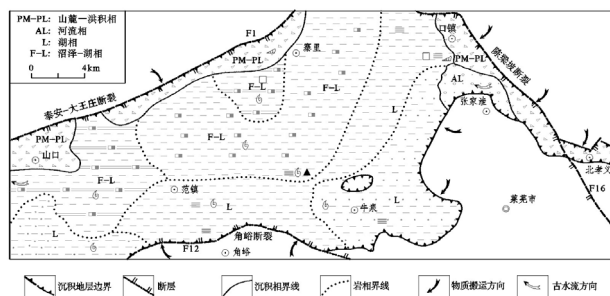 PM-PL: 山麓—洪积相
AL: 河流相
L: 湖相
F-L: 沼泽-湖相
0 4km
F1
口镇
寨里
PM-PL
PM-PL
陈梁坡断裂
AL
F-L
张家洼
泰安-大王庄断裂
L
F-L
PM-PL
山口
北孝义
F-L
F16
范镇
莱芜市
L
L
牛泉
L
角峪断裂
F12
角峪
沉积地层边界
断层
沉积相界线
岩相界线
物质搬运方向
古水流方向